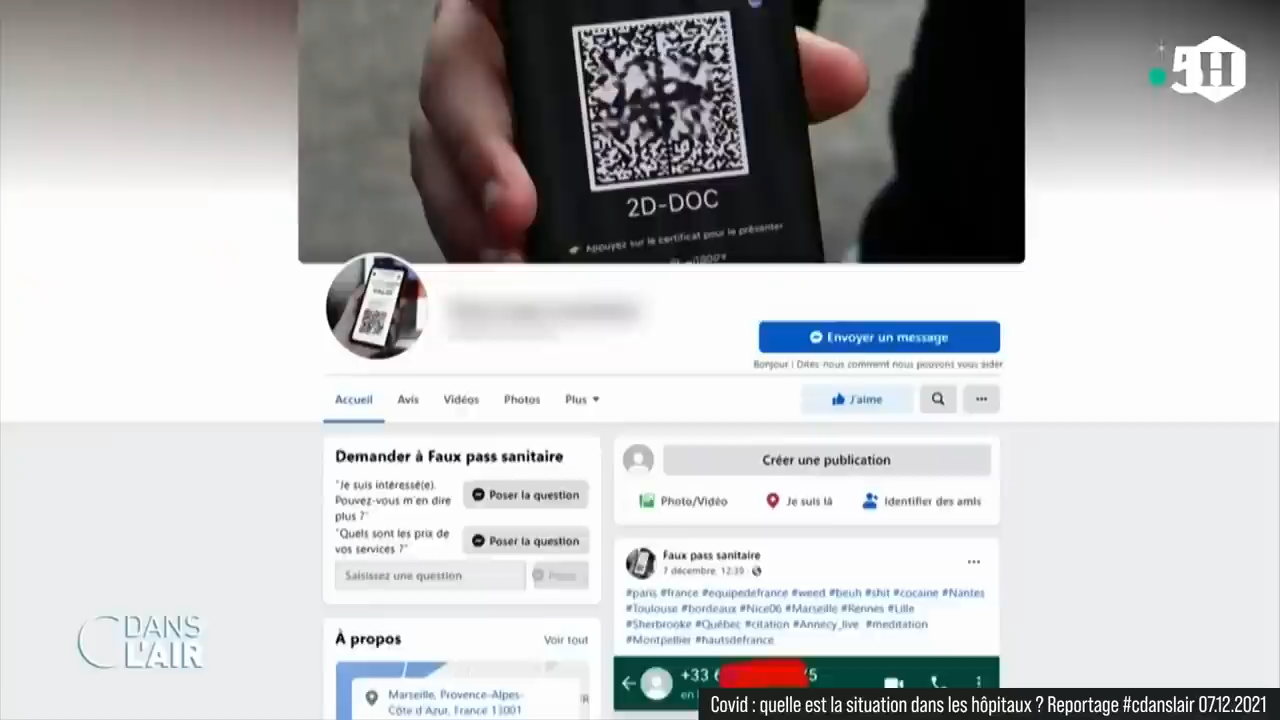 5H
2D-DOC
Appuyez sur le certificat pour le présenter
Envoyer un message
Bonjour ! Dites-nous comment nous pouvons vous aider
Accueil
Avis
Vidéos
Photos
Plus
J'aime
Demander à Faux pass sanitaire
"Je suis intéressé(e).
Pouvez-vous m'en dire
plus ?"
Poser la question
"Quels sont les prix de
vos services ?"
Poser la question
Saisissez une question
À propos
Voir tout
Marseille, Provence-Alpes-
Côte d'Azur, France 13001
Créer une publication
Photo/Vidéo
Je suis là
Identifier des amis
Faux pass sanitaire
7 décembre, 12:39
#paris #france #equipedefrance #weed #beuh #shit #cocaine #Nantes
#Toulouse #bordeaux #Nice06 #Marseille #Rennes #Lille
#Sherbrooke #Québec #citation #Annecy_live #meditation
#Montpellier #hautsdefrance
+33 6
5
en l
C DANS
L'AIR
Covid : quelle est la situation dans les hôpitaux ? Reportage #cdanslair 07.12.2021